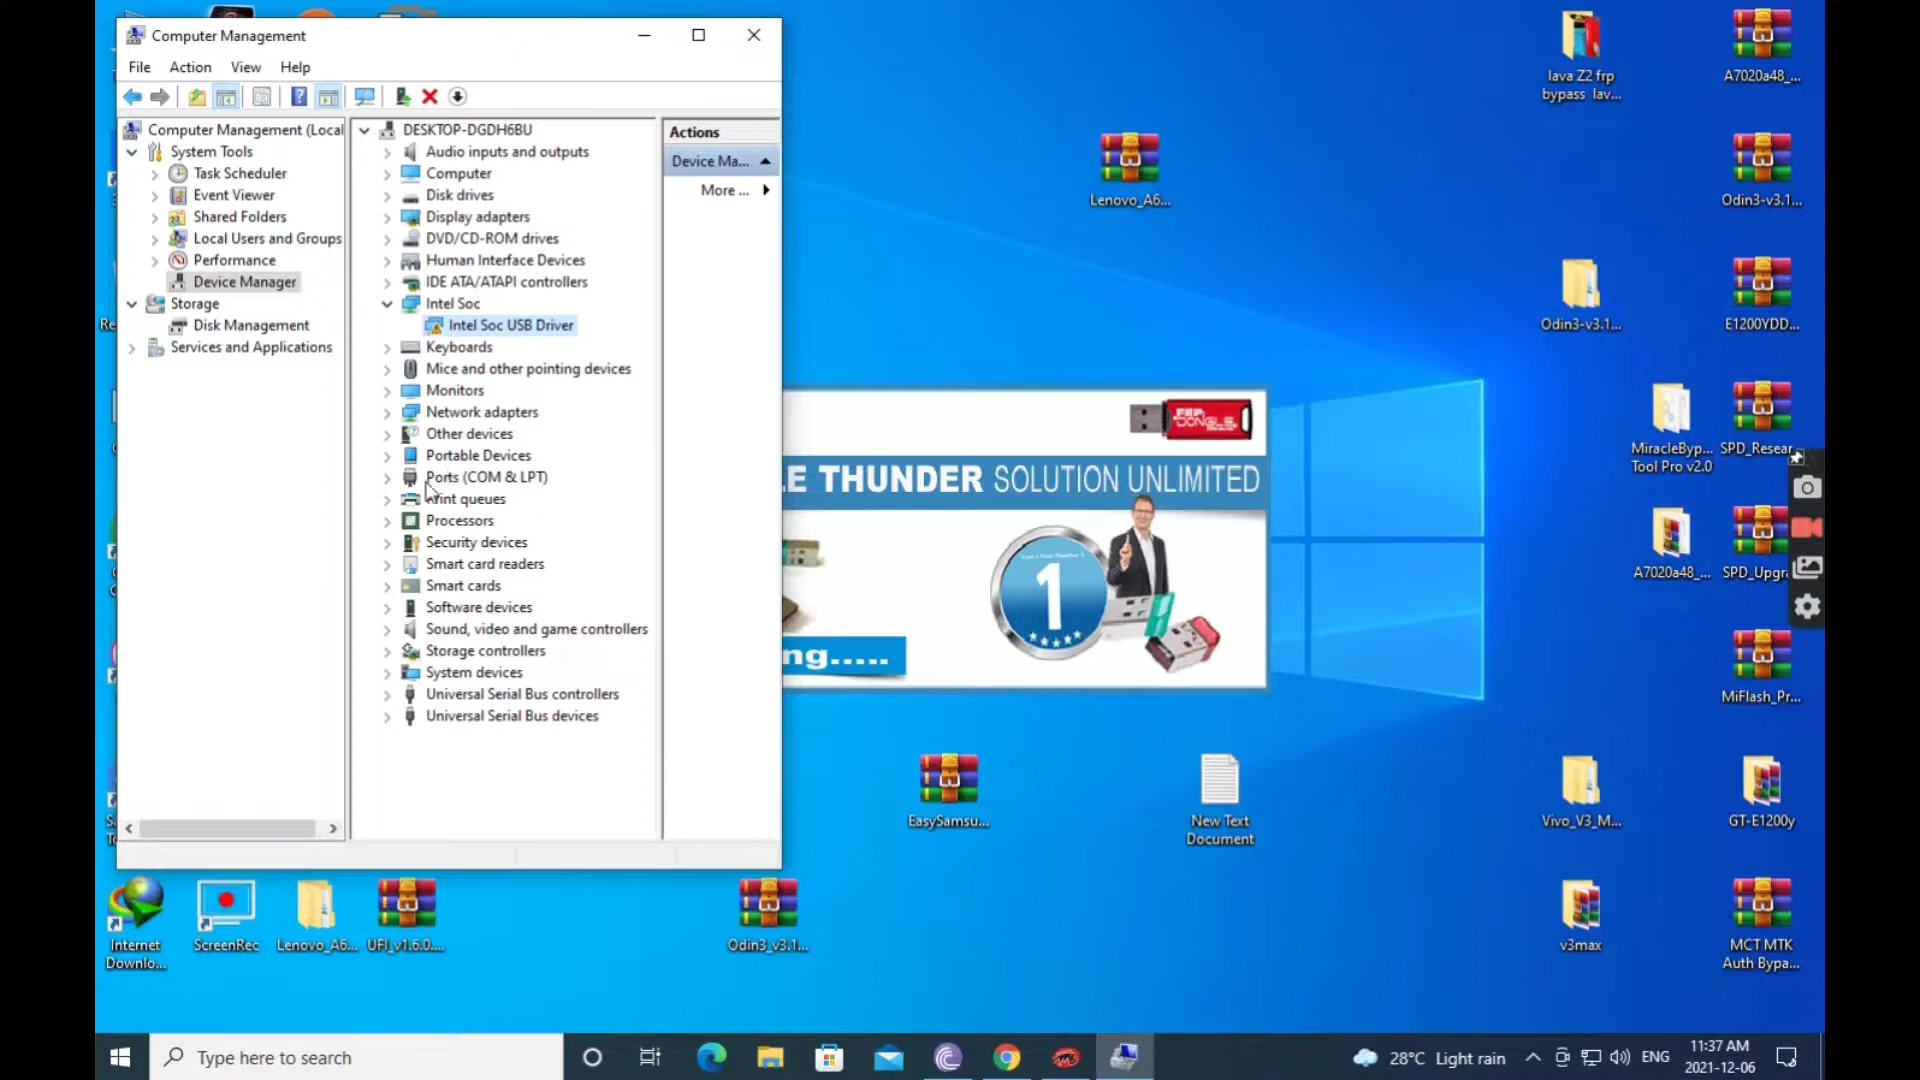 Computer Management
File Action View Help
Computer Management (Local
System Tools
Task Scheduler
Event Viewer
Shared Folders
Local Users and Groups
Performance
Device Manager
Storage
Disk Management
Services and Applications
DESKTOP-DGDH6BU
Audio inputs and outputs
Computer
Disk drives
Display adapters
DVD/CD-ROM drives
Human Interface Devices
IDE ATA/ATAPI controllers
Intel Soc
Intel Soc USB Driver
Keyboards
Mice and other pointing devices
Monitors
Network adapters
Other devices
Portable Devices
Ports (COM & LPT)
Print queues
Processors
Security devices
Smart card readers
Smart cards
Software devices
Sound, video and game controllers
Storage controllers
System devices
Universal Serial Bus controllers
Universal Serial Bus devices
Actions
Device Ma...
More ...
DONGLE
LE THUNDER SOLUTION UNLIMITED
1
ng.....
Lenovo_A6...
lava Z2 frp
bypass lav...
A7020a48_...
Odin3-v3.1...
Odin3-v3.1...
E1200YDD...
MiracleByp...
Tool Pro v2.0
SPD_Resear
A7020a48_...
SPD_Upgr
MiFlash_Pr...
EasySamsu...
New Text
Document
Vivo_V3_M...
GT-E1200y
Internet
Downlo...
ScreenRec
Lenovo_A6...
UFI_v1.6.0....
Odin3_v3.1...
v3max
MCT MTK
Auth Bypa...
Type here to search
28°C Light rain
ENG
11:37 AM
2021-12-06